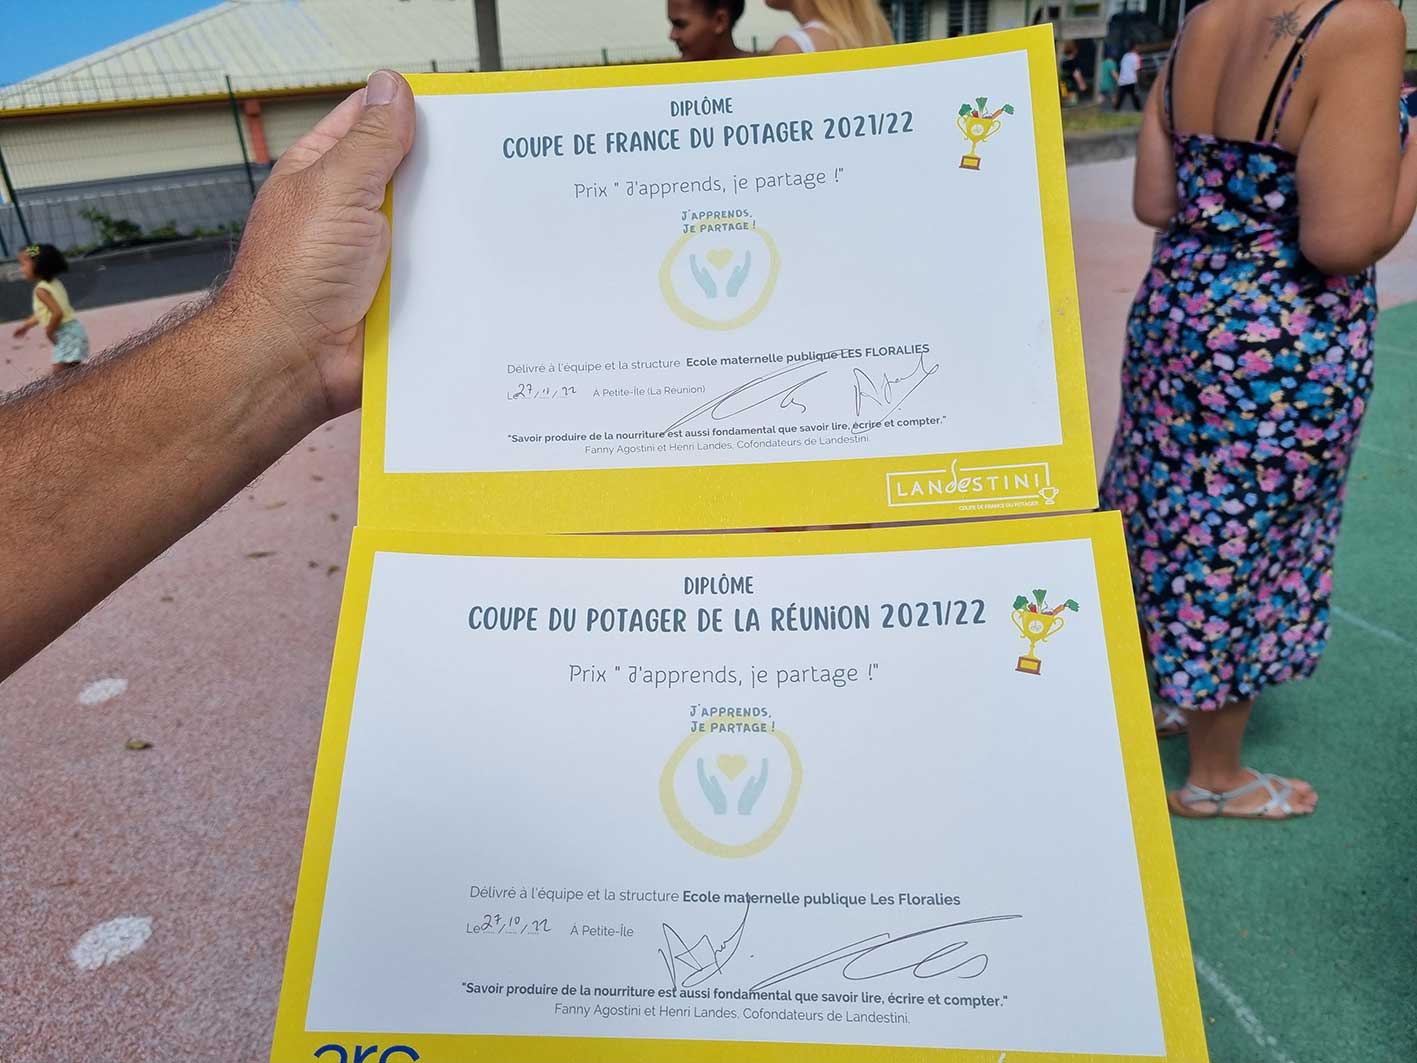 DIPLÔME
COUPE DE FRANCE DU POTAGER 2021/22
Prix " J'apprends, je partage !"
J'APPRENDS,
JE PARTAGE !
Délivré à l'équipe et la structure Ecole maternelle publique LES FLORALIES
Le 27/11/22 À Petite-Île (La Réunion)
"Savoir produire de la nourriture est aussi fondamental que savoir lire, écrire et compter."
Fanny Agostini et Henri Landes, Cofondateurs de Landestini.
LANDESTINI
COUPE DE FRANCE DU POTAGER
DIPLÔME
COUPE DU POTAGER DE LA RÉUNION 2021/22
Prix " J'apprends, je partage !"
J'APPRENDS,
JE PARTAGE !
Délivré à l'équipe et la structure Ecole maternelle publique Les Floralies
Le 27/10/22 À Petite-Île
"Savoir produire de la nourriture est aussi fondamental que savoir lire, écrire et compter."
Fanny Agostini et Henri Landes, Cofondateurs de Landestini.